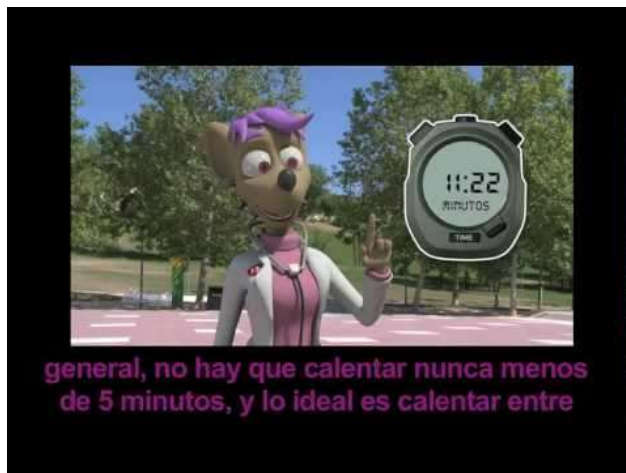 11:22
MINUTOS
TIME
general, no hay que calentar nunca menos
de 5 minutos, y lo ideal es calentar entre